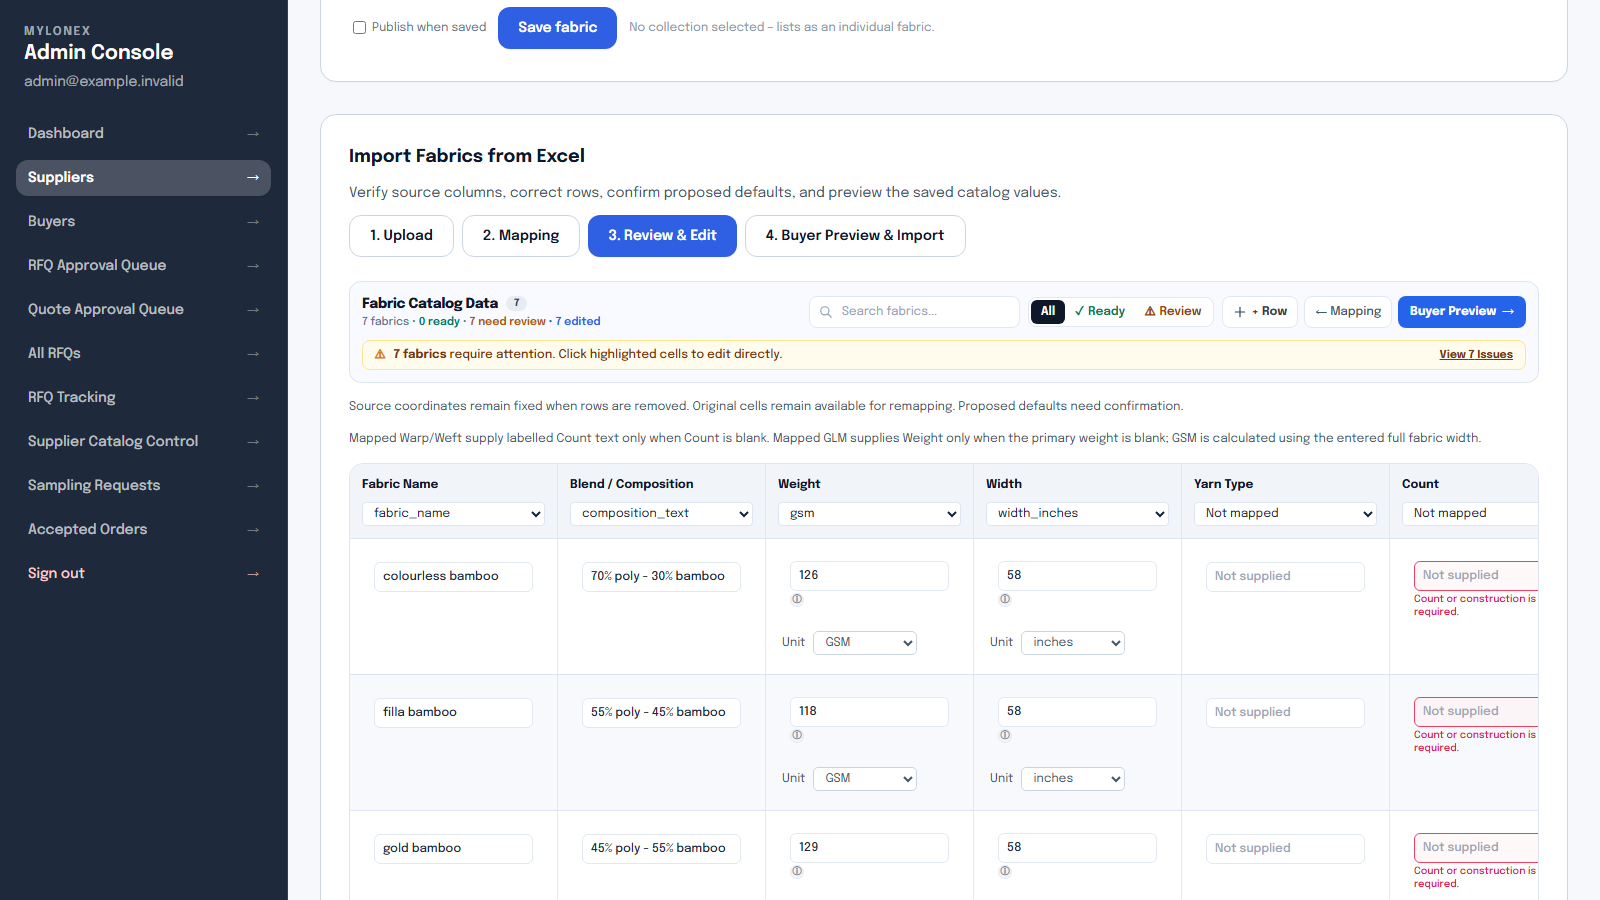 MYLONEX
Admin Console
admin@example.invalid
Dashboard →
Suppliers →
Buyers →
RFQ Approval Queue →
Quote Approval Queue →
All RFQs →
RFQ Tracking →
Supplier Catalog Control →
Sampling Requests →
Accepted Orders →
Sign out →
Publish when saved Save fabric No collection selected – lists as an individual fabric.
Import Fabrics from Excel
Verify source columns, correct rows, confirm proposed defaults, and preview the saved catalog values.
1. Upload 2. Mapping 3. Review & Edit 4. Buyer Preview & Import
Fabric Catalog Data 7
7 fabrics • 0 ready • 7 need review • 7 edited
Search fabrics... All ✓ Ready ⚠ Review + + Row ← Mapping Buyer Preview →
⚠ 7 fabrics require attention. Click highlighted cells to edit directly. View 7 Issues
Source coordinates remain fixed when rows are removed. Original cells remain available for remapping. Proposed defaults need confirmation.
Mapped Warp/Weft supply labelled Count text only when Count is blank. Mapped GLM supplies Weight only when the primary weight is blank; GSM is calculated using the entered full fabric width.
Fabric Name Blend / Composition Weight Width Yarn Type Count
fabric_name composition_text gsm width_inches Not mapped Not mapped
colourless bamboo 70% poly - 30% bamboo 126 58 Not supplied Not supplied
ⓘ ⓘ Count or construction is
required.
Unit GSM Unit inches
filla bamboo 55% poly - 45% bamboo 118 58 Not supplied Not supplied
ⓘ ⓘ Count or construction is
required.
Unit GSM Unit inches
gold bamboo 45% poly - 55% bamboo 129 58 Not supplied Not supplied
ⓘ ⓘ Count or construction is
required.